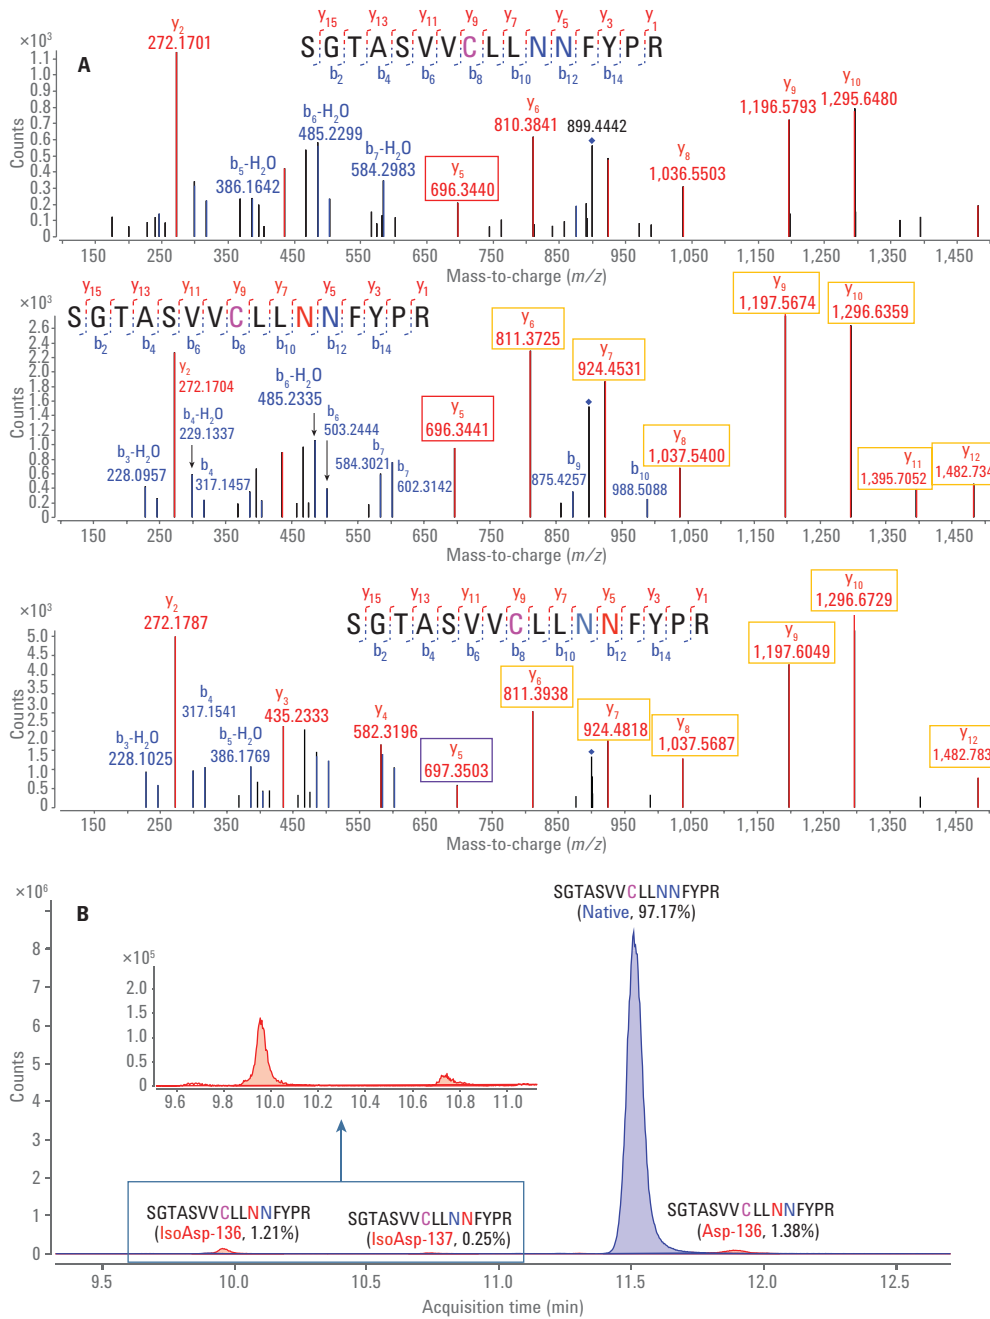 y15 y13 y11 y9 y7 y5 y3 y1
SGTASVVCLLNNFYPR
b2 b4 b6 b8 b10 b12 b14
×10³
A
y2
272.1701
b5-H2O
386.1642
b6-H2O
485.2299
b7-H2O
584.2983
y5
696.3440
y6
810.3841
899.4442
y8
1,036.5503
y9
1,196.5793
y10
1,295.6480
1.1
1.0
0.9
0.8
0.7
0.6
0.5
0.4
0.3
0.2
0.1
0
Counts
150 250 350 450 550 650 750 850 950 1,050 1,150 1,250 1,350 1,450
Mass-to-charge (m/z)
y15 y13 y11 y9 y7 y5 y3 y1
SGTASVVCLLNNFYPR
b2 b4 b6 b8 b10 b12 b14
×10³
y2
272.1704
b3-H2O
228.0957
b4-H2O
229.1337
b4
317.1457
b6-H2O
485.2335
b6
503.2444
b7
584.3021
b7
602.3142
y5
696.3441
y6
811.3725
b9
875.4257
y7
924.4531
b10
988.5088
y8
1,037.5400
y9
1,197.5674
y10
1,296.6359
y11
1,395.7052
y12
1,482.734
2.6
2.4
2.2
2.0
1.8
1.6
1.4
1.2
1.0
0.8
0.6
0.4
0.2
0
Counts
150 250 350 450 550 650 750 850 950 1,050 1,150 1,250 1,350 1,450
Mass-to-charge (m/z)
y15 y13 y11 y9 y7 y5 y3 y1
SGTASVVCLLNNFYPR
b2 b4 b6 b8 b10 b12 b14
×10³
y2
272.1787
b3-H2O
228.1025
b4
317.1541
b5-H2O
386.1769
y3
435.2333
y4
582.3196
y5
697.3503
y6
811.3938
y7
924.4818
y8
1,037.5687
y9
1,197.6049
y10
1,296.6729
y12
1,482.783
5.0
4.5
4.0
3.5
3.0
2.5
2.0
1.5
1.0
0.5
0
Counts
150 250 350 450 550 650 750 850 950 1,050 1,150 1,250 1,350 1,450
Mass-to-charge (m/z)
×10⁶
B
SGTASVVCLLNNFYPR
(Native, 97.17%)
×10⁵
2.0
1.5
1.0
0.5
0
9.6 9.8 10.0 10.2 10.4 10.6 10.8 11.0
SGTASVVCLLNNFYPR
(IsoAsp-136, 1.21%)
SGTASVVCLLNNFYPR
(IsoAsp-137, 0.25%)
SGTASVVCLLNNFYPR
(Asp-136, 1.38%)
8
7
6
5
4
3
2
1
0
Counts
9.5 10.0 10.5 11.0 11.5 12.0 12.5
Acquisition time (min)